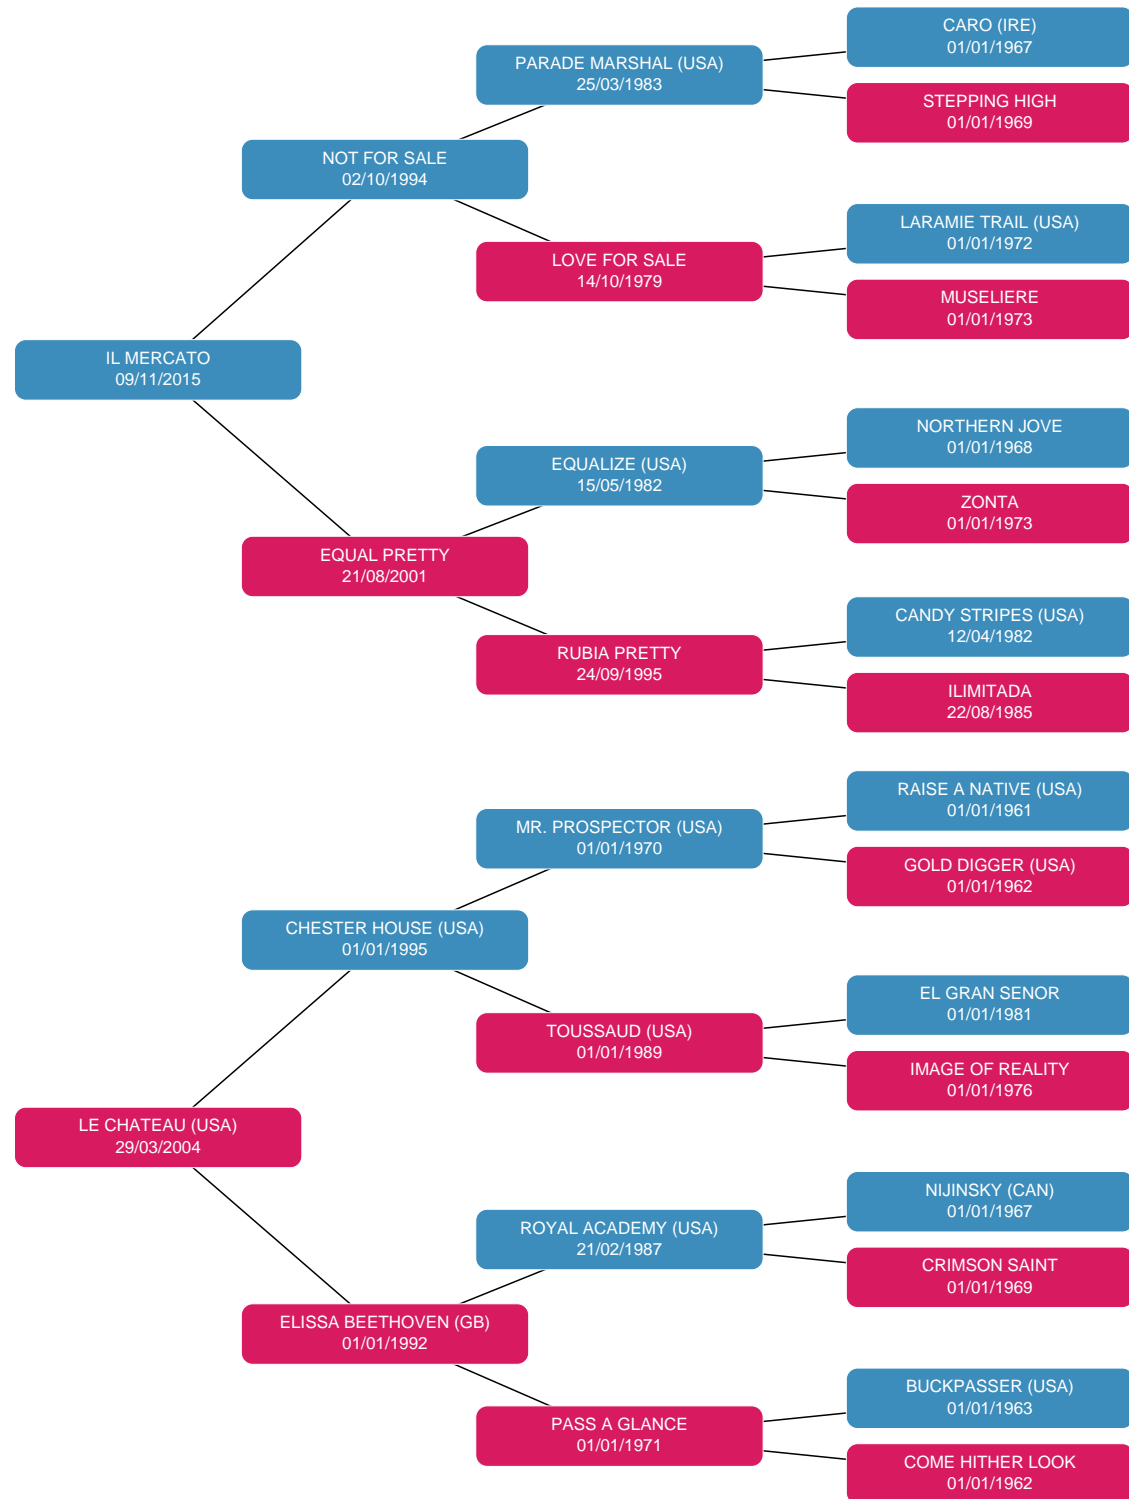 CARO (IRE)
01/01/1967
PARADE MARSHAL (USA)
25/03/1983
STEPPING HIGH
01/01/1969
NOT FOR SALE
02/10/1994
LARAMIE TRAIL (USA)
01/01/1972
LOVE FOR SALE
14/10/1979
MUSELIERE
01/01/1973
IL MERCATO
09/11/2015
NORTHERN JOVE
01/01/1968
EQUALIZE (USA)
15/05/1982
ZONTA
01/01/1973
EQUAL PRETTY
21/08/2001
CANDY STRIPES (USA)
12/04/1982
RUBIA PRETTY
24/09/1995
ILIMITADA
22/08/1985
RAISE A NATIVE (USA)
01/01/1961
MR. PROSPECTOR (USA)
01/01/1970
GOLD DIGGER (USA)
01/01/1962
CHESTER HOUSE (USA)
01/01/1995
EL GRAN SENOR
01/01/1981
TOUSSAUD (USA)
01/01/1989
IMAGE OF REALITY
01/01/1976
LE CHATEAU (USA)
29/03/2004
NIJINSKY (CAN)
01/01/1967
ROYAL ACADEMY (USA)
21/02/1987
CRIMSON SAINT
01/01/1969
ELISSA BEETHOVEN (GB)
01/01/1992
BUCKPASSER (USA)
01/01/1963
PASS A GLANCE
01/01/1971
COME HITHER LOOK
01/01/1962